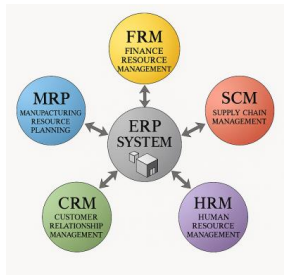 FRM
FINANCE
RESOURCE
MANAGEMENT
MRP
MANUFACTURING
RESOURCE
PLANNING
SCM
SUPPLY CHAIN
MANAGEMENT
ERP
SYSTEM
CRM
CUSTOMER
RELATIONSHIP
MANAGEMENT
HRM
HUMAN
RESOURCE
MANAGEMENT